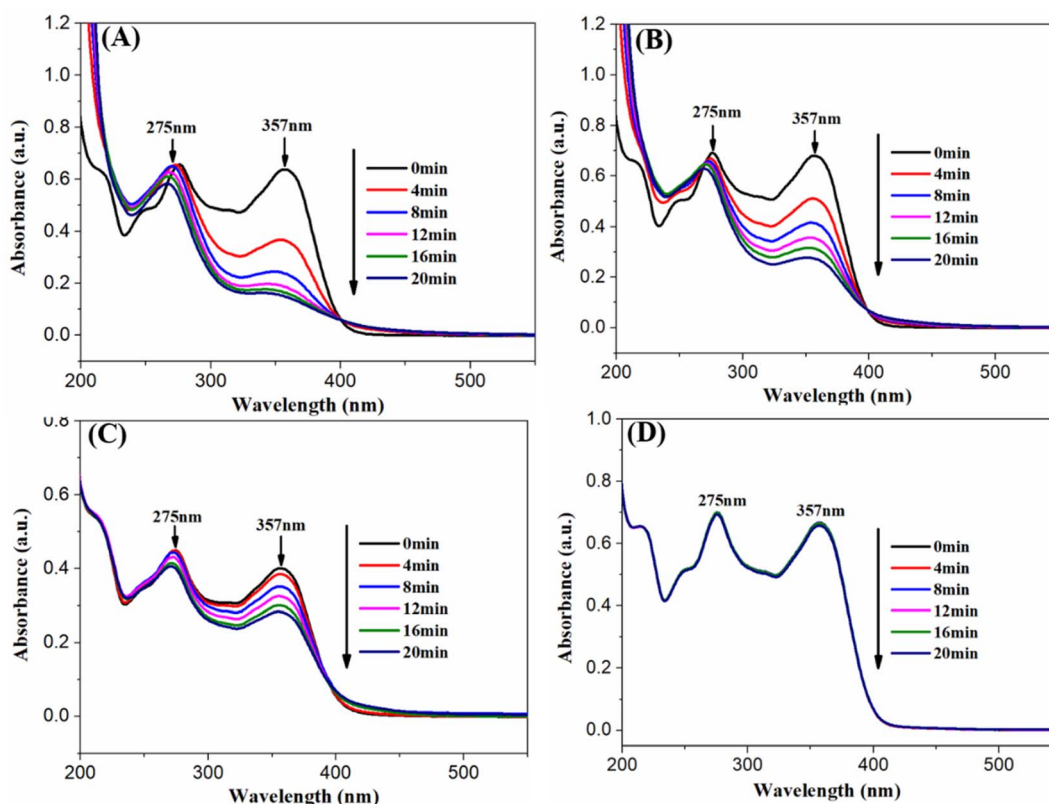 (A)
1.2
1.0
0.8
0.6
0.4
0.2
0.0
Absorbance (a.u.)
275nm
357nm
0min
4min
8min
12min
16min
20min
200
300
400
500
Wavelength (nm)
(B)
1.2
1.0
0.8
0.6
0.4
0.2
0.0
Absorbance (a.u.)
275nm
357nm
0min
4min
8min
12min
16min
20min
200
300
400
500
Wavelength (nm)
(C)
0.8
0.6
0.4
0.2
0.0
Absorbance (a.u.)
275nm
357nm
0min
4min
8min
12min
16min
20min
200
300
400
500
Wavelength (nm)
(D)
1.0
0.8
0.6
0.4
0.2
0.0
Absorbance (a.u.)
275nm
357nm
0min
4min
8min
12min
16min
20min
200
300
400
500
Wavelength (nm)